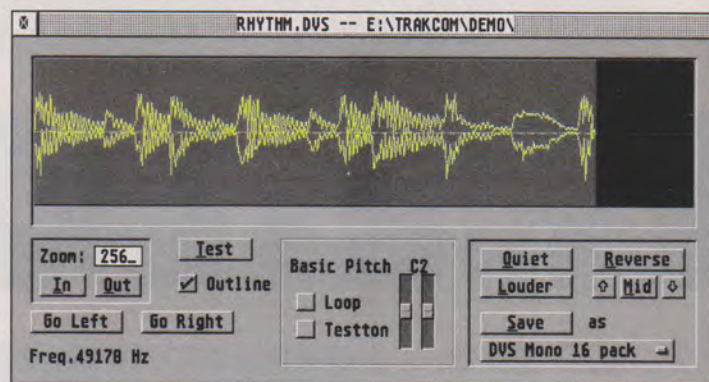 RHYTHM.DVS -- E:\TRAKCOM\DEMO\
Zoom: 256_
In Out
Test
Outline
Go Left Go Right
Freq.49178 Hz
Basic Pitch C2
Loop
Testton
Quiet Reverse
Louder ⇧ Mid ⇩
Save as
DVS Mono 16 pack